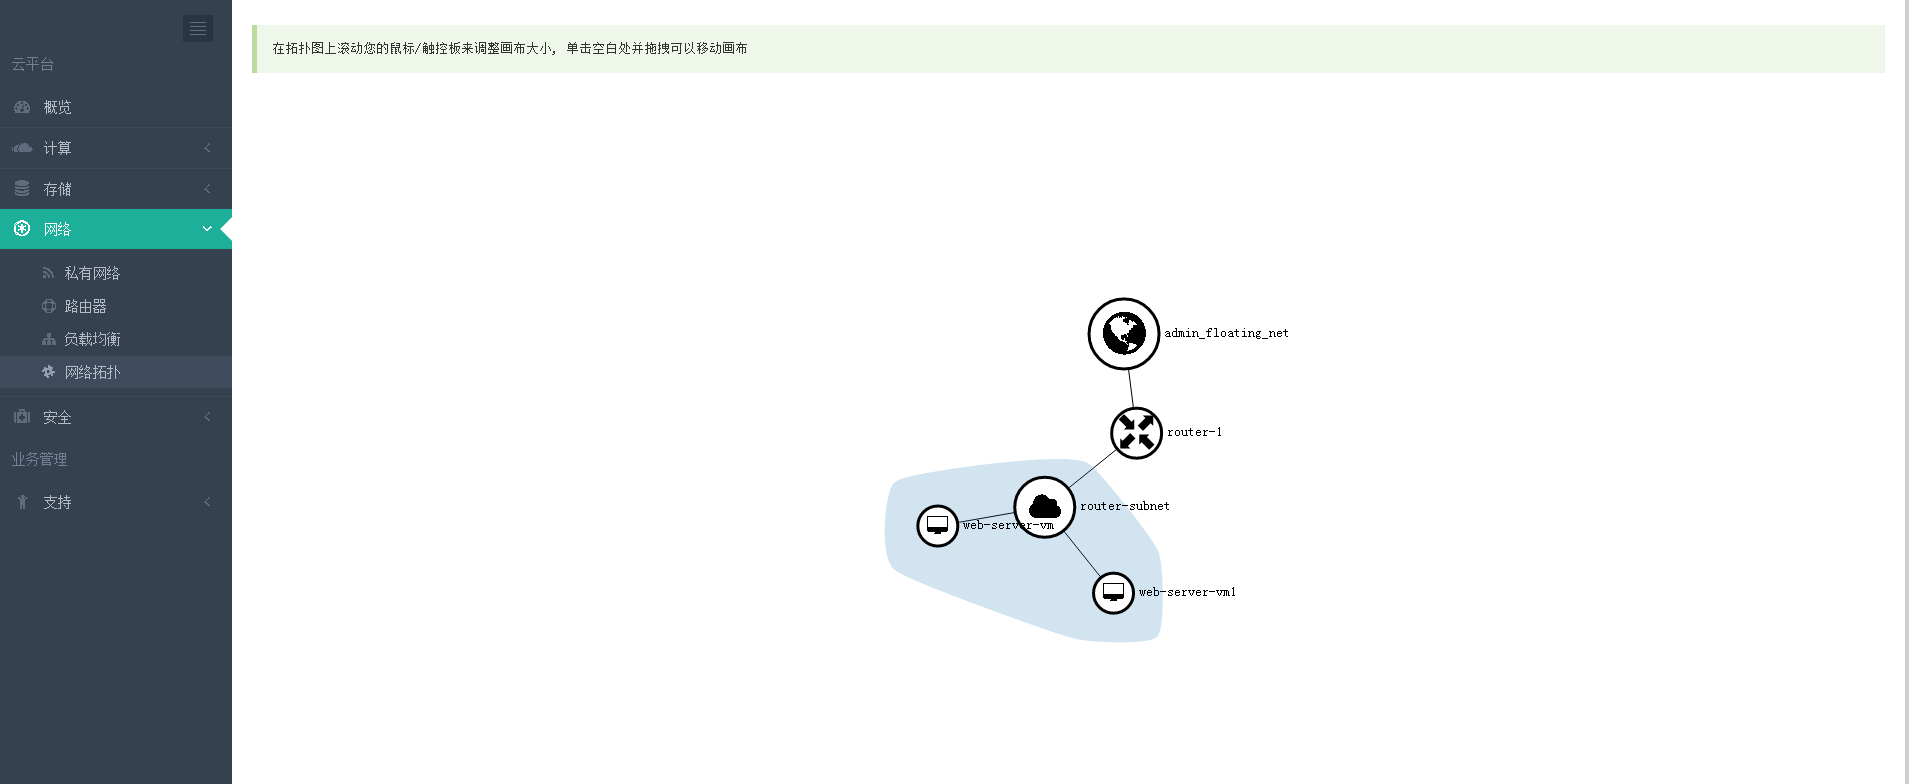 云平台
概览
计算
存储
网络
私有网络
路由器
负载均衡
网络拓扑
安全
业务管理
支持
在拓扑图上滚动您的鼠标/触控板来调整画布大小, 单击空白处并拖拽可以移动画布
admin_floating_net
router-1
router-subnet
web-server-vm
web-server-vm1